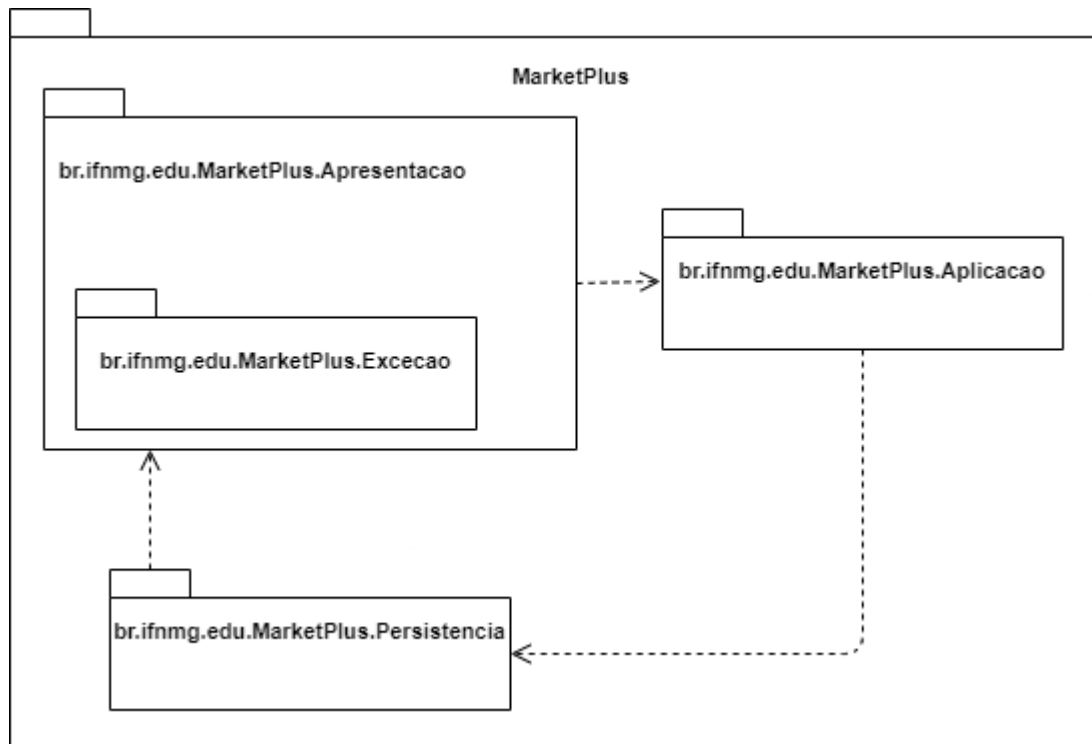 MarketPlus
br.ifnmg.edu.MarketPlus.Apresentacao
br.ifnmg.edu.MarketPlus.Aplicacao
br.ifnmg.edu.MarketPlus.Excecao
br.ifnmg.edu.MarketPlus.Persistencia